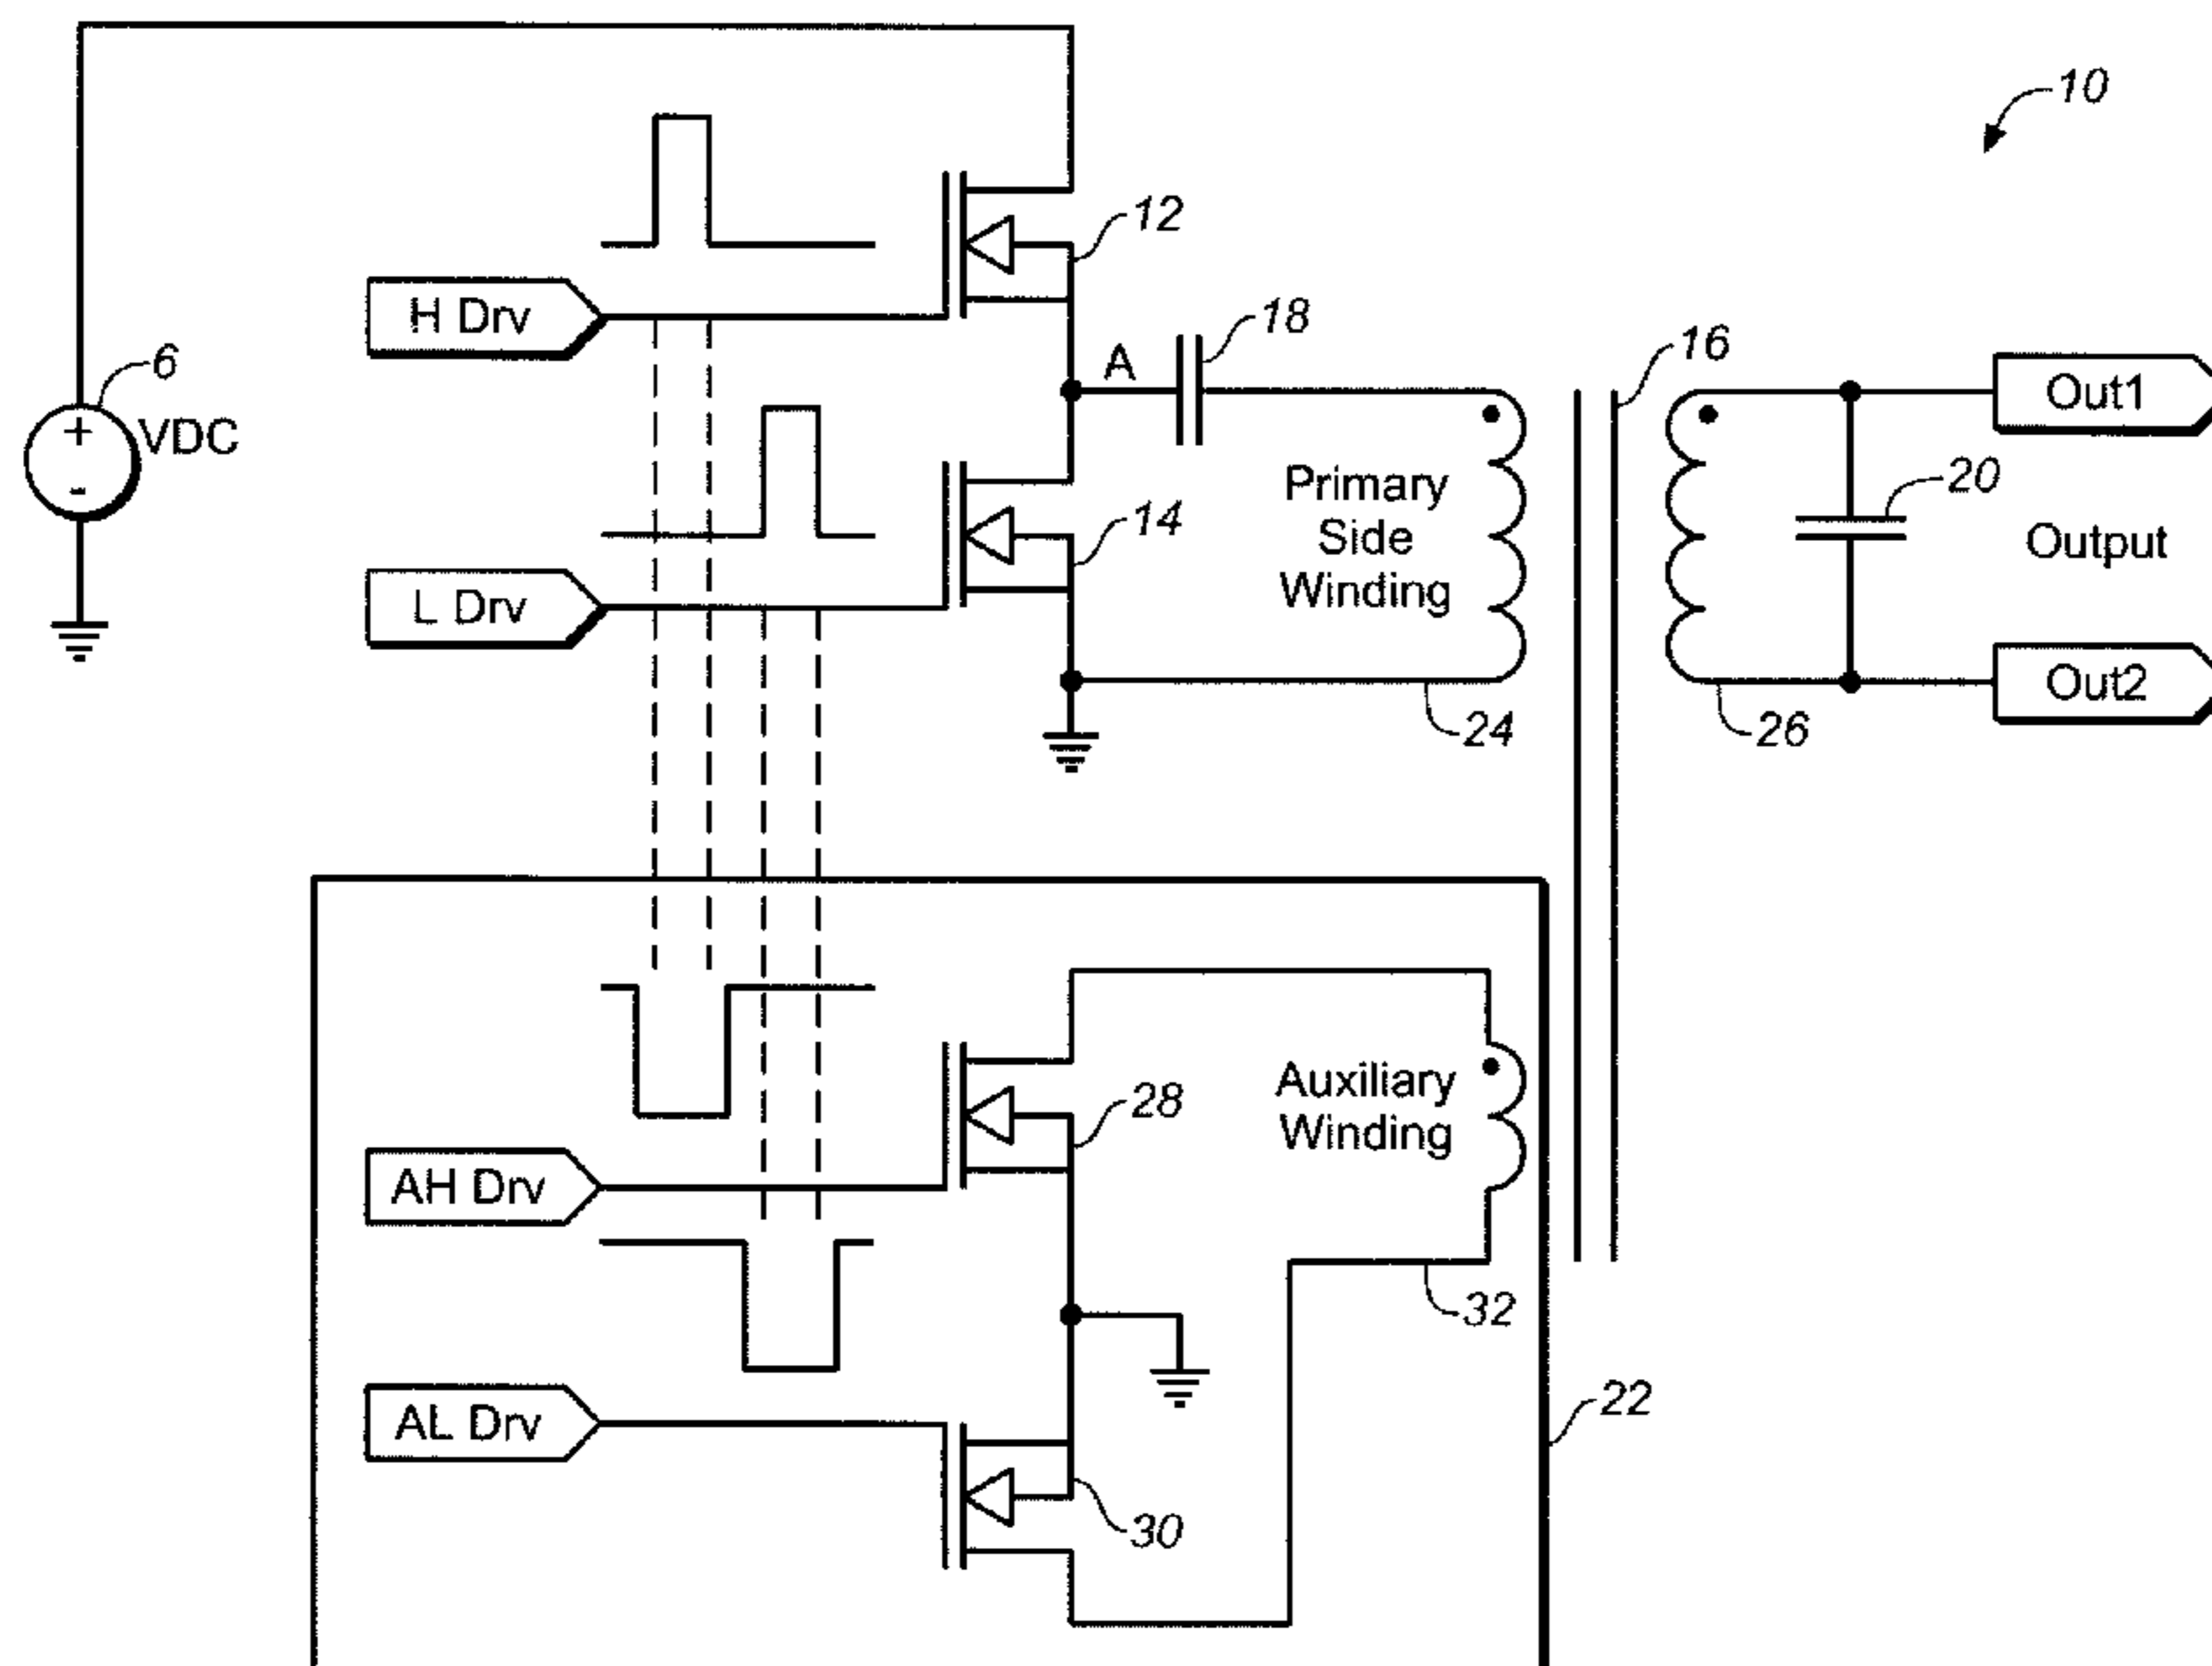 10
12
H Drv
18
6
A
16
+
VDC
Out1
-
Primary
Side
Winding
20
14
Output
L Drv
Out2
24
26
Auxiliary
Winding
28
AH Drv
32
AL Drv
22
30